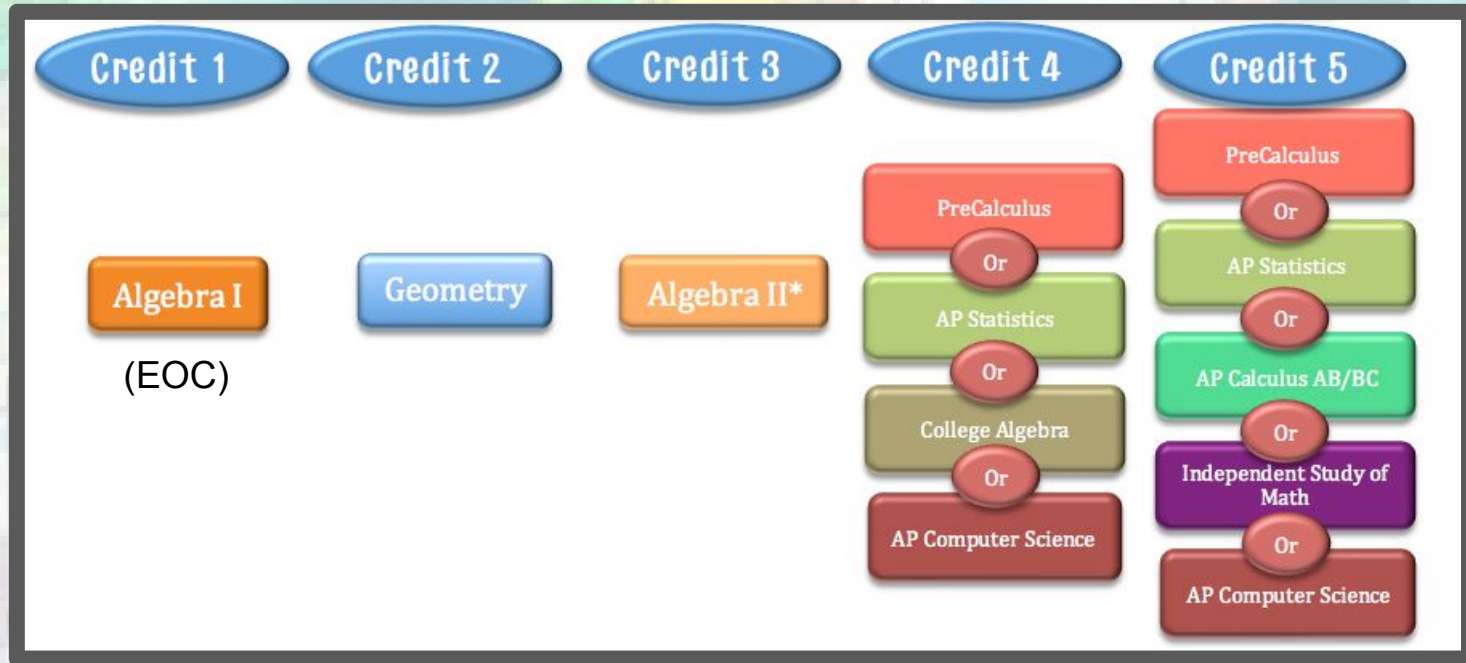 Credit 1
Credit 2
Credit 3
Credit 4
Credit 5
Algebra I
(EOC)
Geometry
Algebra II*
PreCalculus
Or
AP Statistics
Or
College Algebra
Or
AP Computer Science
PreCalculus
Or
AP Statistics
Or
AP Calculus AB/BC
Or
Independent Study of
Math
Or
AP Computer Science